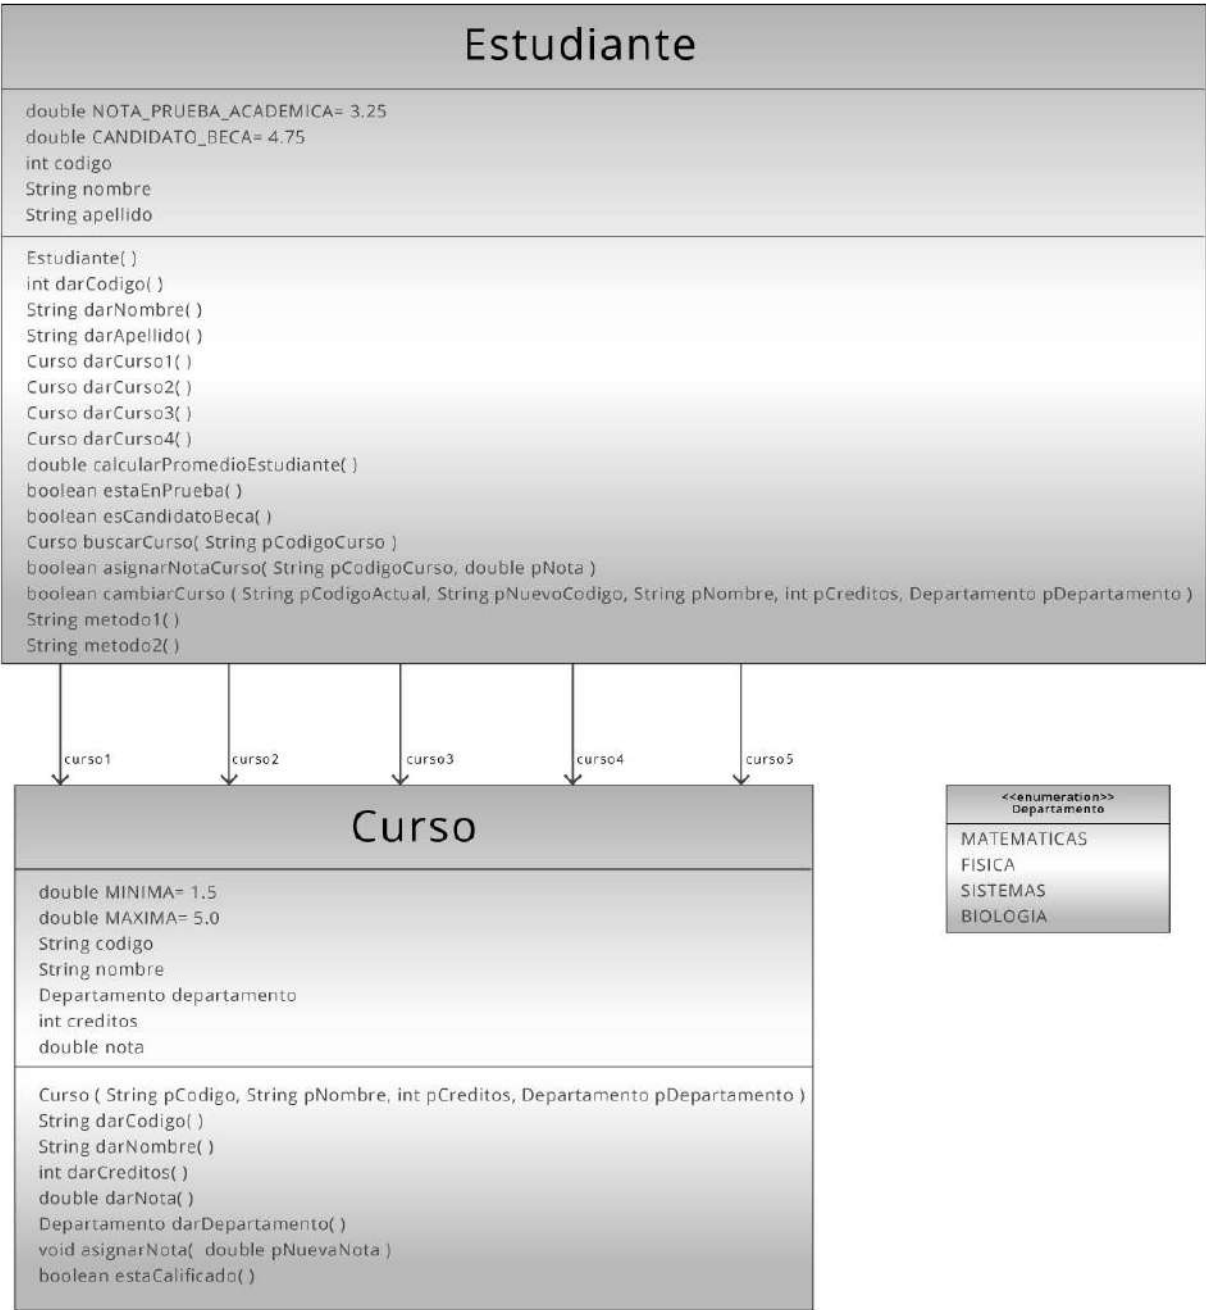 Estudiante
double NOTA_PRUEBA_ACADEMICA= 3.25
double CANDIDATO_BECA= 4.75
int codigo
String nombre
String apellido
Estudiante( )
int darCodigo( )
String darNombre( )
String darApellido( )
Curso darCurso1( )
Curso darCurso2( )
Curso darCurso3( )
Curso darCurso4( )
double calcularPromedioEstudiante( )
boolean estaEnPrueba( )
boolean esCandidatoBeca( )
Curso buscarCurso( String pCodigoCurso )
boolean asignarNotaCurso( String pCodigoCurso, double pNota )
boolean cambiarCurso ( String pCodigoActual, String pNuevoCodigo, String pNombre, int pCreditos, Departamento pDepartamento )
String metodo1( )
String metodo2( )
curso1
curso2
curso3
curso4
curso5
Curso
double MINIMA= 1.5
double MAXIMA= 5.0
String codigo
String nombre
Departamento departamento
int creditos
double nota
Curso ( String pCodigo, String pNombre, int pCreditos, Departamento pDepartamento )
String darCodigo( )
String darNombre( )
int darCreditos( )
double darNota( )
Departamento darDepartamento( )
void asignarNota(  double pNuevaNota )
boolean estaCalificado( )
<<enumeration>>
Departamento
MATEMATICAS
FISICA
SISTEMAS
BIOLOGIA